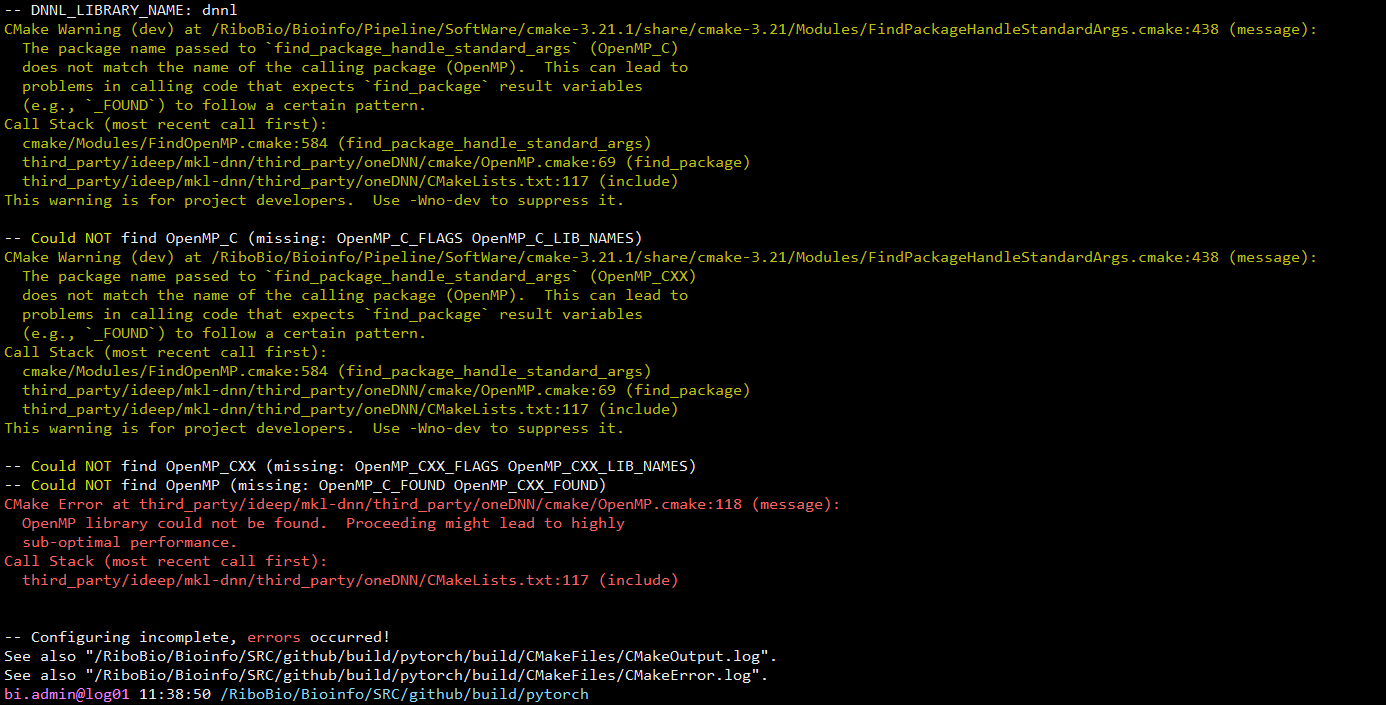 -- DNNL_LIBRARY_NAME: dnnl
CMake Warning (dev) at /RiboBio/Bioinfo/Pipeline/SoftWare/cmake-3.21.1/share/cmake-3.21/Modules/FindPackageHandleStandardArgs.cmake:438 (message):
  The package name passed to `find_package_handle_standard_args` (OpenMP_C)
  does not match the name of the calling package (OpenMP).  This can lead to
  problems in calling code that expects `find_package` result variables
  (e.g., `_FOUND`) to follow a certain pattern.
Call Stack (most recent call first):
  cmake/Modules/FindOpenMP.cmake:584 (find_package_handle_standard_args)
  third_party/ideep/mkl-dnn/third_party/oneDNN/cmake/OpenMP.cmake:69 (find_package)
  third_party/ideep/mkl-dnn/third_party/oneDNN/CMakeLists.txt:117 (include)
This warning is for project developers.  Use -Wno-dev to suppress it.

-- Could NOT find OpenMP_C (missing: OpenMP_C_FLAGS OpenMP_C_LIB_NAMES)
CMake Warning (dev) at /RiboBio/Bioinfo/Pipeline/SoftWare/cmake-3.21.1/share/cmake-3.21/Modules/FindPackageHandleStandardArgs.cmake:438 (message):
  The package name passed to `find_package_handle_standard_args` (OpenMP_CXX)
  does not match the name of the calling package (OpenMP).  This can lead to
  problems in calling code that expects `find_package` result variables
  (e.g., `_FOUND`) to follow a certain pattern.
Call Stack (most recent call first):
  cmake/Modules/FindOpenMP.cmake:584 (find_package_handle_standard_args)
  third_party/ideep/mkl-dnn/third_party/oneDNN/cmake/OpenMP.cmake:69 (find_package)
  third_party/ideep/mkl-dnn/third_party/oneDNN/CMakeLists.txt:117 (include)
This warning is for project developers.  Use -Wno-dev to suppress it.

-- Could NOT find OpenMP_CXX (missing: OpenMP_CXX_FLAGS OpenMP_CXX_LIB_NAMES)
-- Could NOT find OpenMP (missing: OpenMP_C_FOUND OpenMP_CXX_FOUND)
CMake Error at third_party/ideep/mkl-dnn/third_party/oneDNN/cmake/OpenMP.cmake:118 (message):
  OpenMP library could not be found.  Proceeding might lead to highly
  sub-optimal performance.
Call Stack (most recent call first):
  third_party/ideep/mkl-dnn/third_party/oneDNN/CMakeLists.txt:117 (include)

-- Configuring incomplete, errors occurred!
See also "/RiboBio/Bioinfo/SRC/github/build/pytorch/build/CMakeFiles/CMakeOutput.log".
See also "/RiboBio/Bioinfo/SRC/github/build/pytorch/build/CMakeFiles/CMakeError.log".
bi.admin@log01 11:38:50 /RiboBio/Bioinfo/SRC/github/build/pytorch